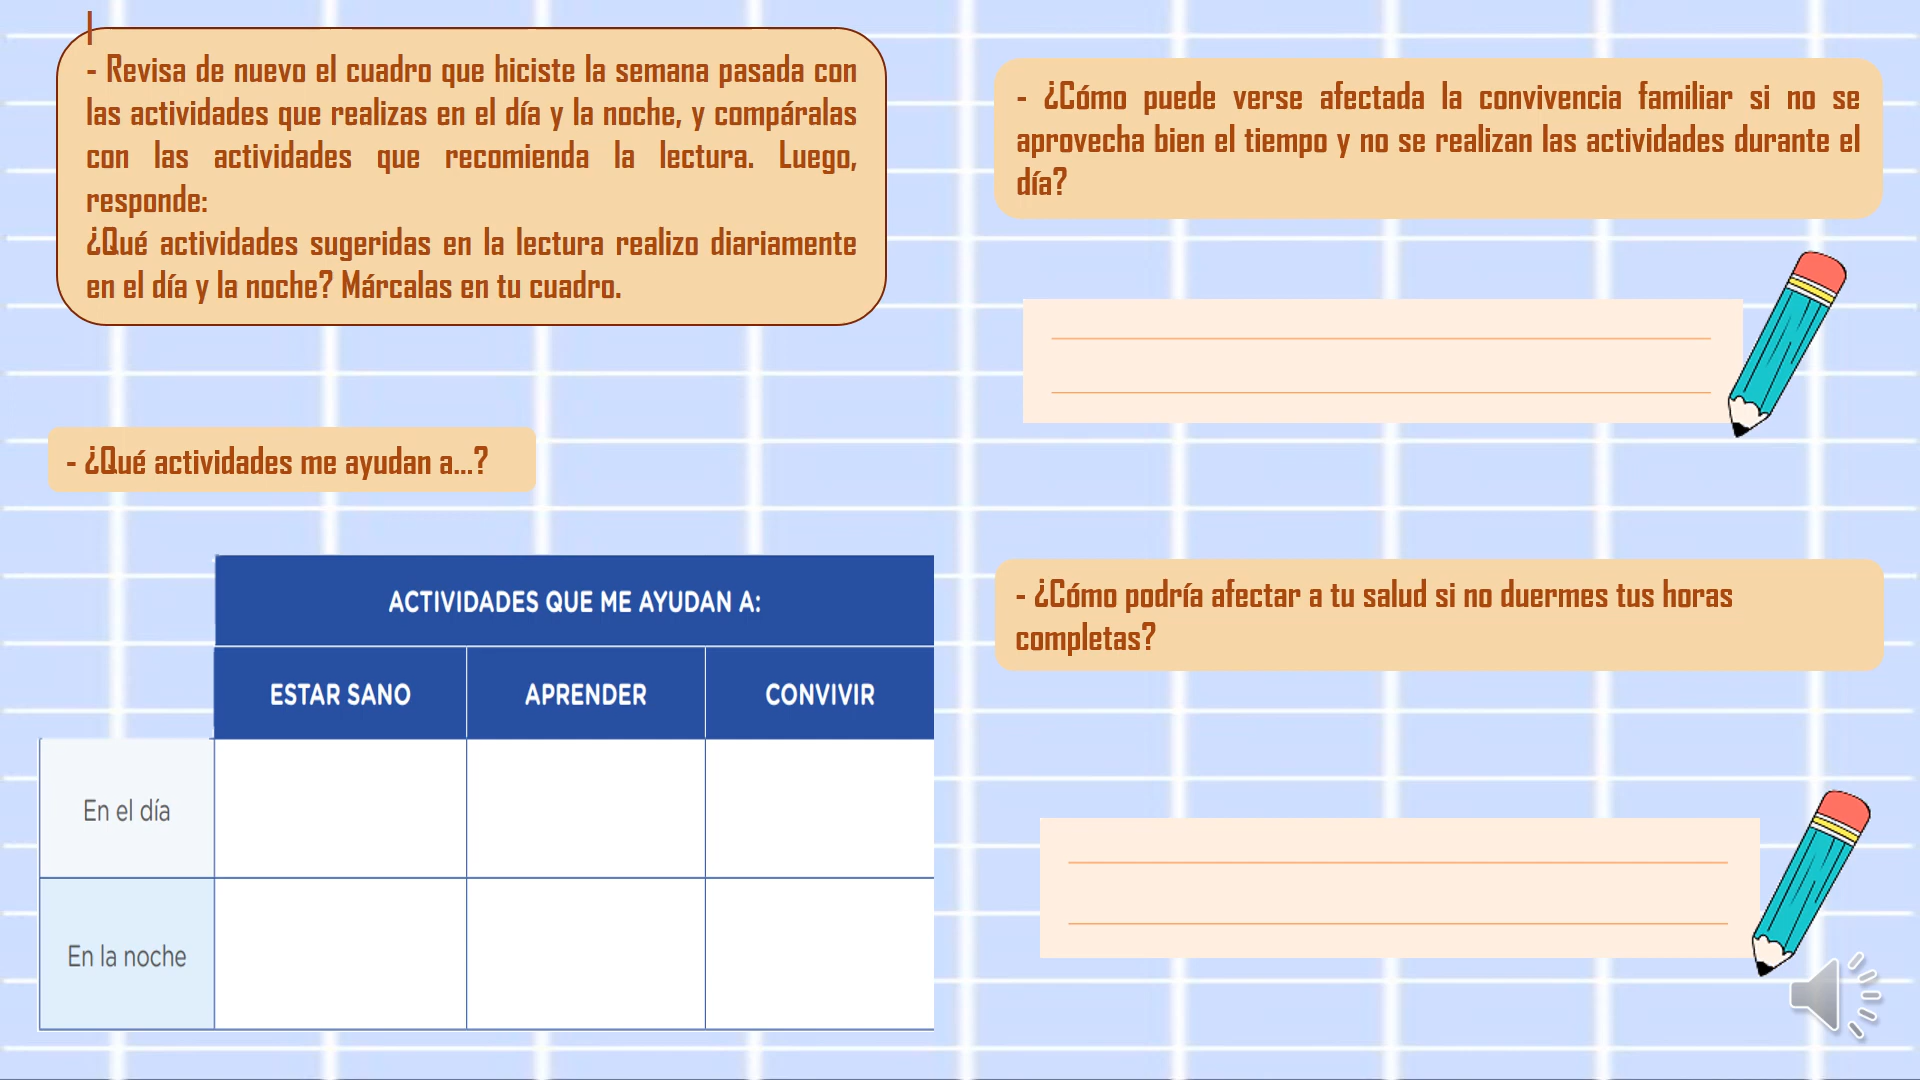 - Revisa de nuevo el cuadro que hiciste la semana pasada con
las actividades que realizas en el día y la noche, y compáralas
con las actividades que recomienda la lectura. Luego,
responde:
¿Qué actividades sugeridas en la lectura realizo diariamente
en el día y la noche? Márcalas en tu cuadro.
- ¿Qué actividades me ayudan a...?
ACTIVIDADES QUE ME AYUDAN A:
ESTAR SANO
APRENDER
CONVIVIR
En el día
En la noche
- ¿Cómo puede verse afectada la convivencia familiar si no se
aprovecha bien el tiempo y no se realizan las actividades durante el
día?
- ¿Cómo podría afectar a tu salud si no duermes tus horas
completas?